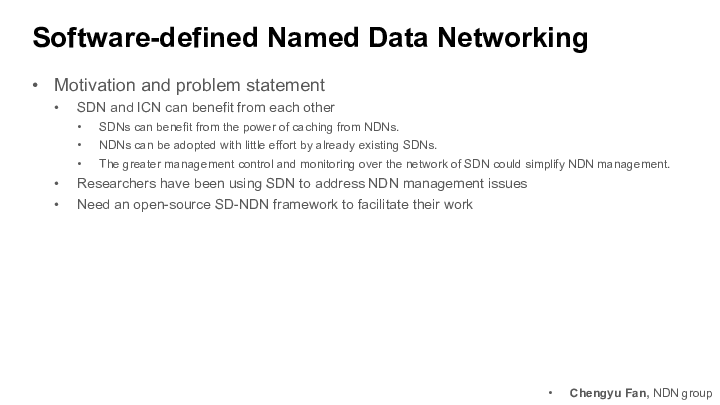 Software-defined Named Data Networking
• Motivation and problem statement
• SDN and ICN can benefit from each other
• SDNs can benefit from the power of caching from NDNs.
• NDNs can be adopted with little effort by already existing SDNs.
• The greater management control and monitoring over the network of SDN could simplify NDN management.
• Researchers have been using SDN to address NDN management issues
• Need an open-source SD-NDN framework to facilitate their work
• Chengyu Fan, NDN group